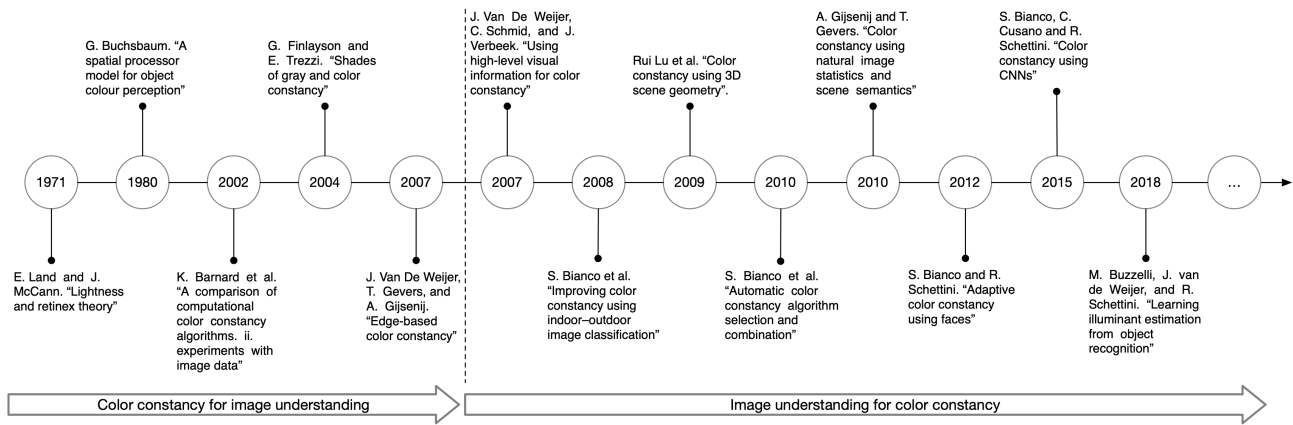 G. Buchsbaum. “A
spatial processor
model for object
colour perception”
G. Finlayson and
E. Trezzi. “Shades
of gray and color
constancy”
J. Van De Weijer,
C. Schmid, and J.
Verbeek. “Using
high-level visual
information for color
constancy”
Rui Lu et al. “Color
constancy using 3D
scene geometry”.
A. Gijsenij and T.
Gevers. “Color
constancy using
natural image
statistics and
scene semantics”
S. Bianco, C.
Cusano and R.
Schettini. “Color
constancy using
CNNs”
1971
1980
2002
2004
2007
2007
2008
2009
2010
2010
2012
2015
2018
...
E. Land and J.
McCann. “Lightness
and retinex theory”
K. Barnard et al.
“A comparison of
computational
color constancy
algorithms. ii.
experiments with
image data”
J. Van De Weijer,
T. Gevers, and
A. Gijsenij.
“Edge-based
color constancy”
S. Bianco et al.
“Improving color
constancy using
indoor–outdoor
image classification”
S. Bianco et al.
“Automatic color
constancy algorithm
selection and
combination”
S. Bianco and R.
Schettini. “Adaptive
color constancy
using faces”
M. Buzzelli, J. van
de Weijer, and R.
Schettini. “Learning
illuminant estimation
from object
recognition”
Color constancy for image understanding
Image understanding for color constancy